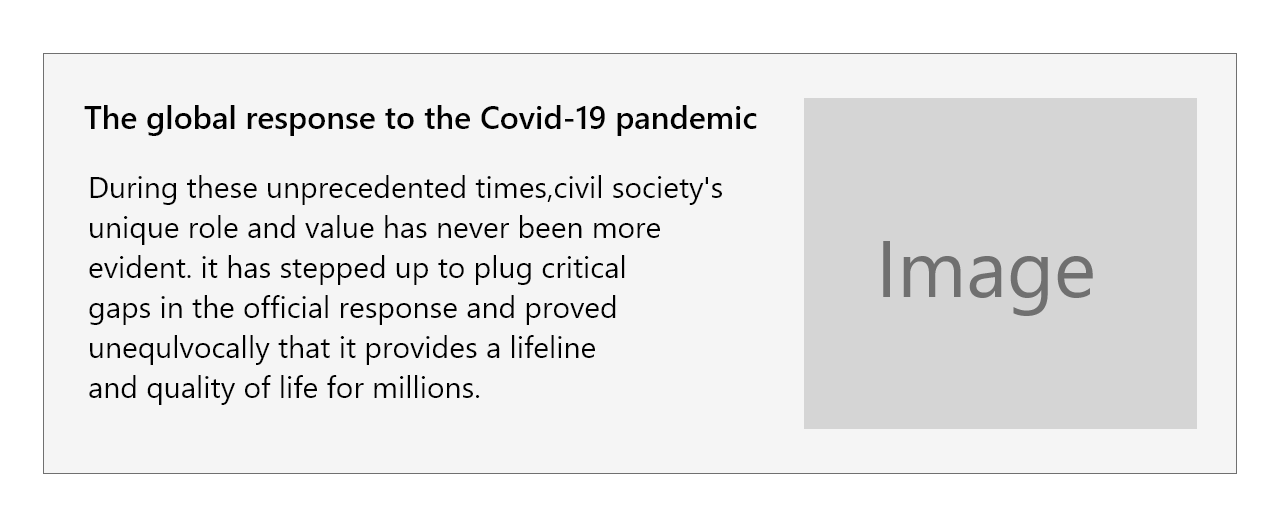 The global response to the Covid-19 pandemic
During these unprecedented times,civil society's
unique role and value has never been more
evident. it has stepped up to plug critical
gaps in the official response and proved
unequlvocally that it provides a lifeline
and quality of life for millions.
Image